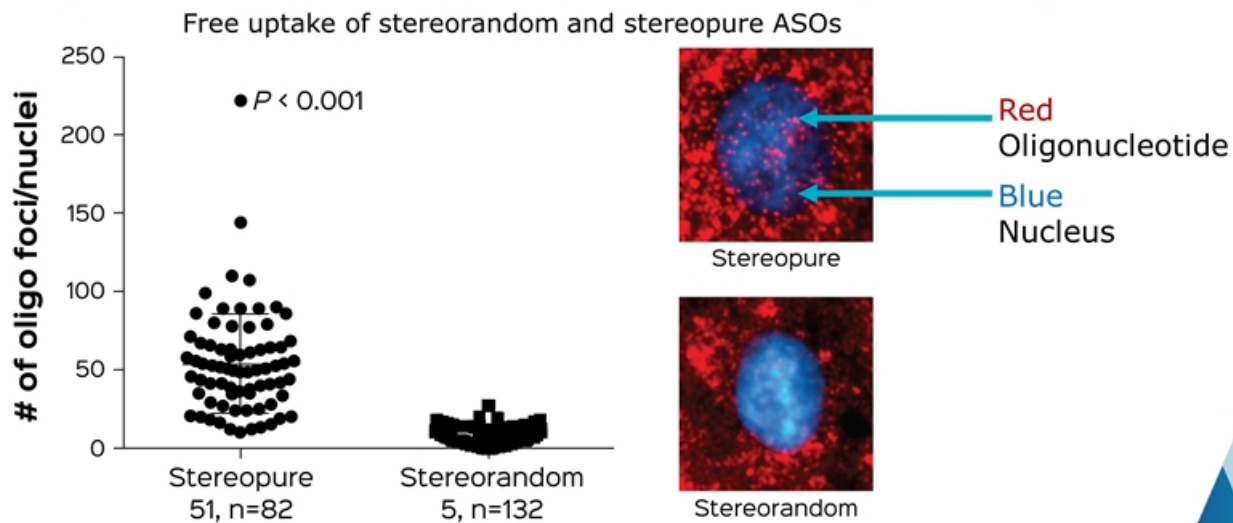 Free uptake of stereorandom and stereopure ASOs
# of oligo foci/nuclei
250
200
150
100
50
0
P < 0.001
Stereopure
51, n=82
Stereorandom
5, n=132
Red
Oligonucleotide
Blue
Nucleus
Stereopure
Stereorandom